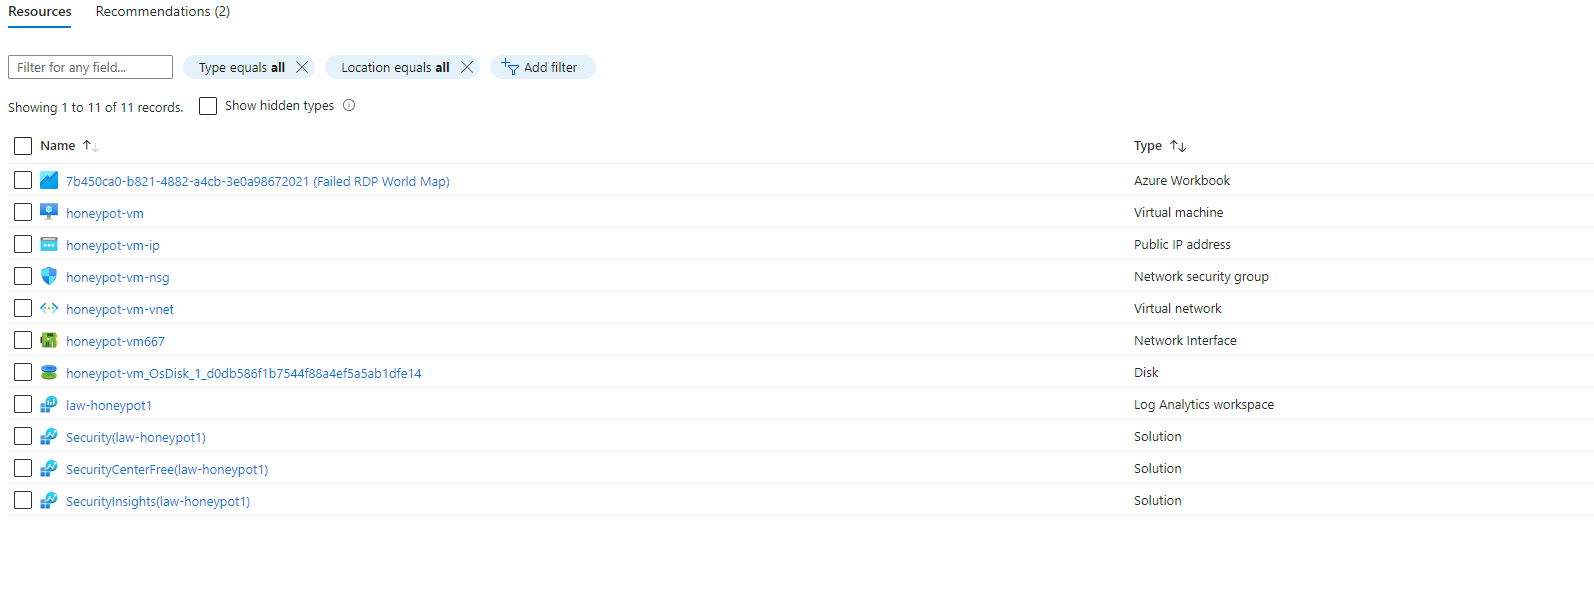 Resources Recommendations (2)
Filter for any field... Type equals all Location equals all Add filter
Showing 1 to 11 of 11 records. Show hidden types
Name Type
7b450ca0-b821-4882-a4cb-3e0a98672021 (Failed RDP World Map) Azure Workbook
honeypot-vm Virtual machine
honeypot-vm-ip Public IP address
honeypot-vm-nsg Network security group
honeypot-vm-vnet Virtual network
honeypot-vm667 Network Interface
honeypot-vm_OsDisk_1_d0db586f1b7544f88a4ef5a5ab1dfe14 Disk
law-honeypot1 Log Analytics workspace
Security(law-honeypot1) Solution
SecurityCenterFree(law-honeypot1) Solution
SecurityInsights(law-honeypot1) Solution